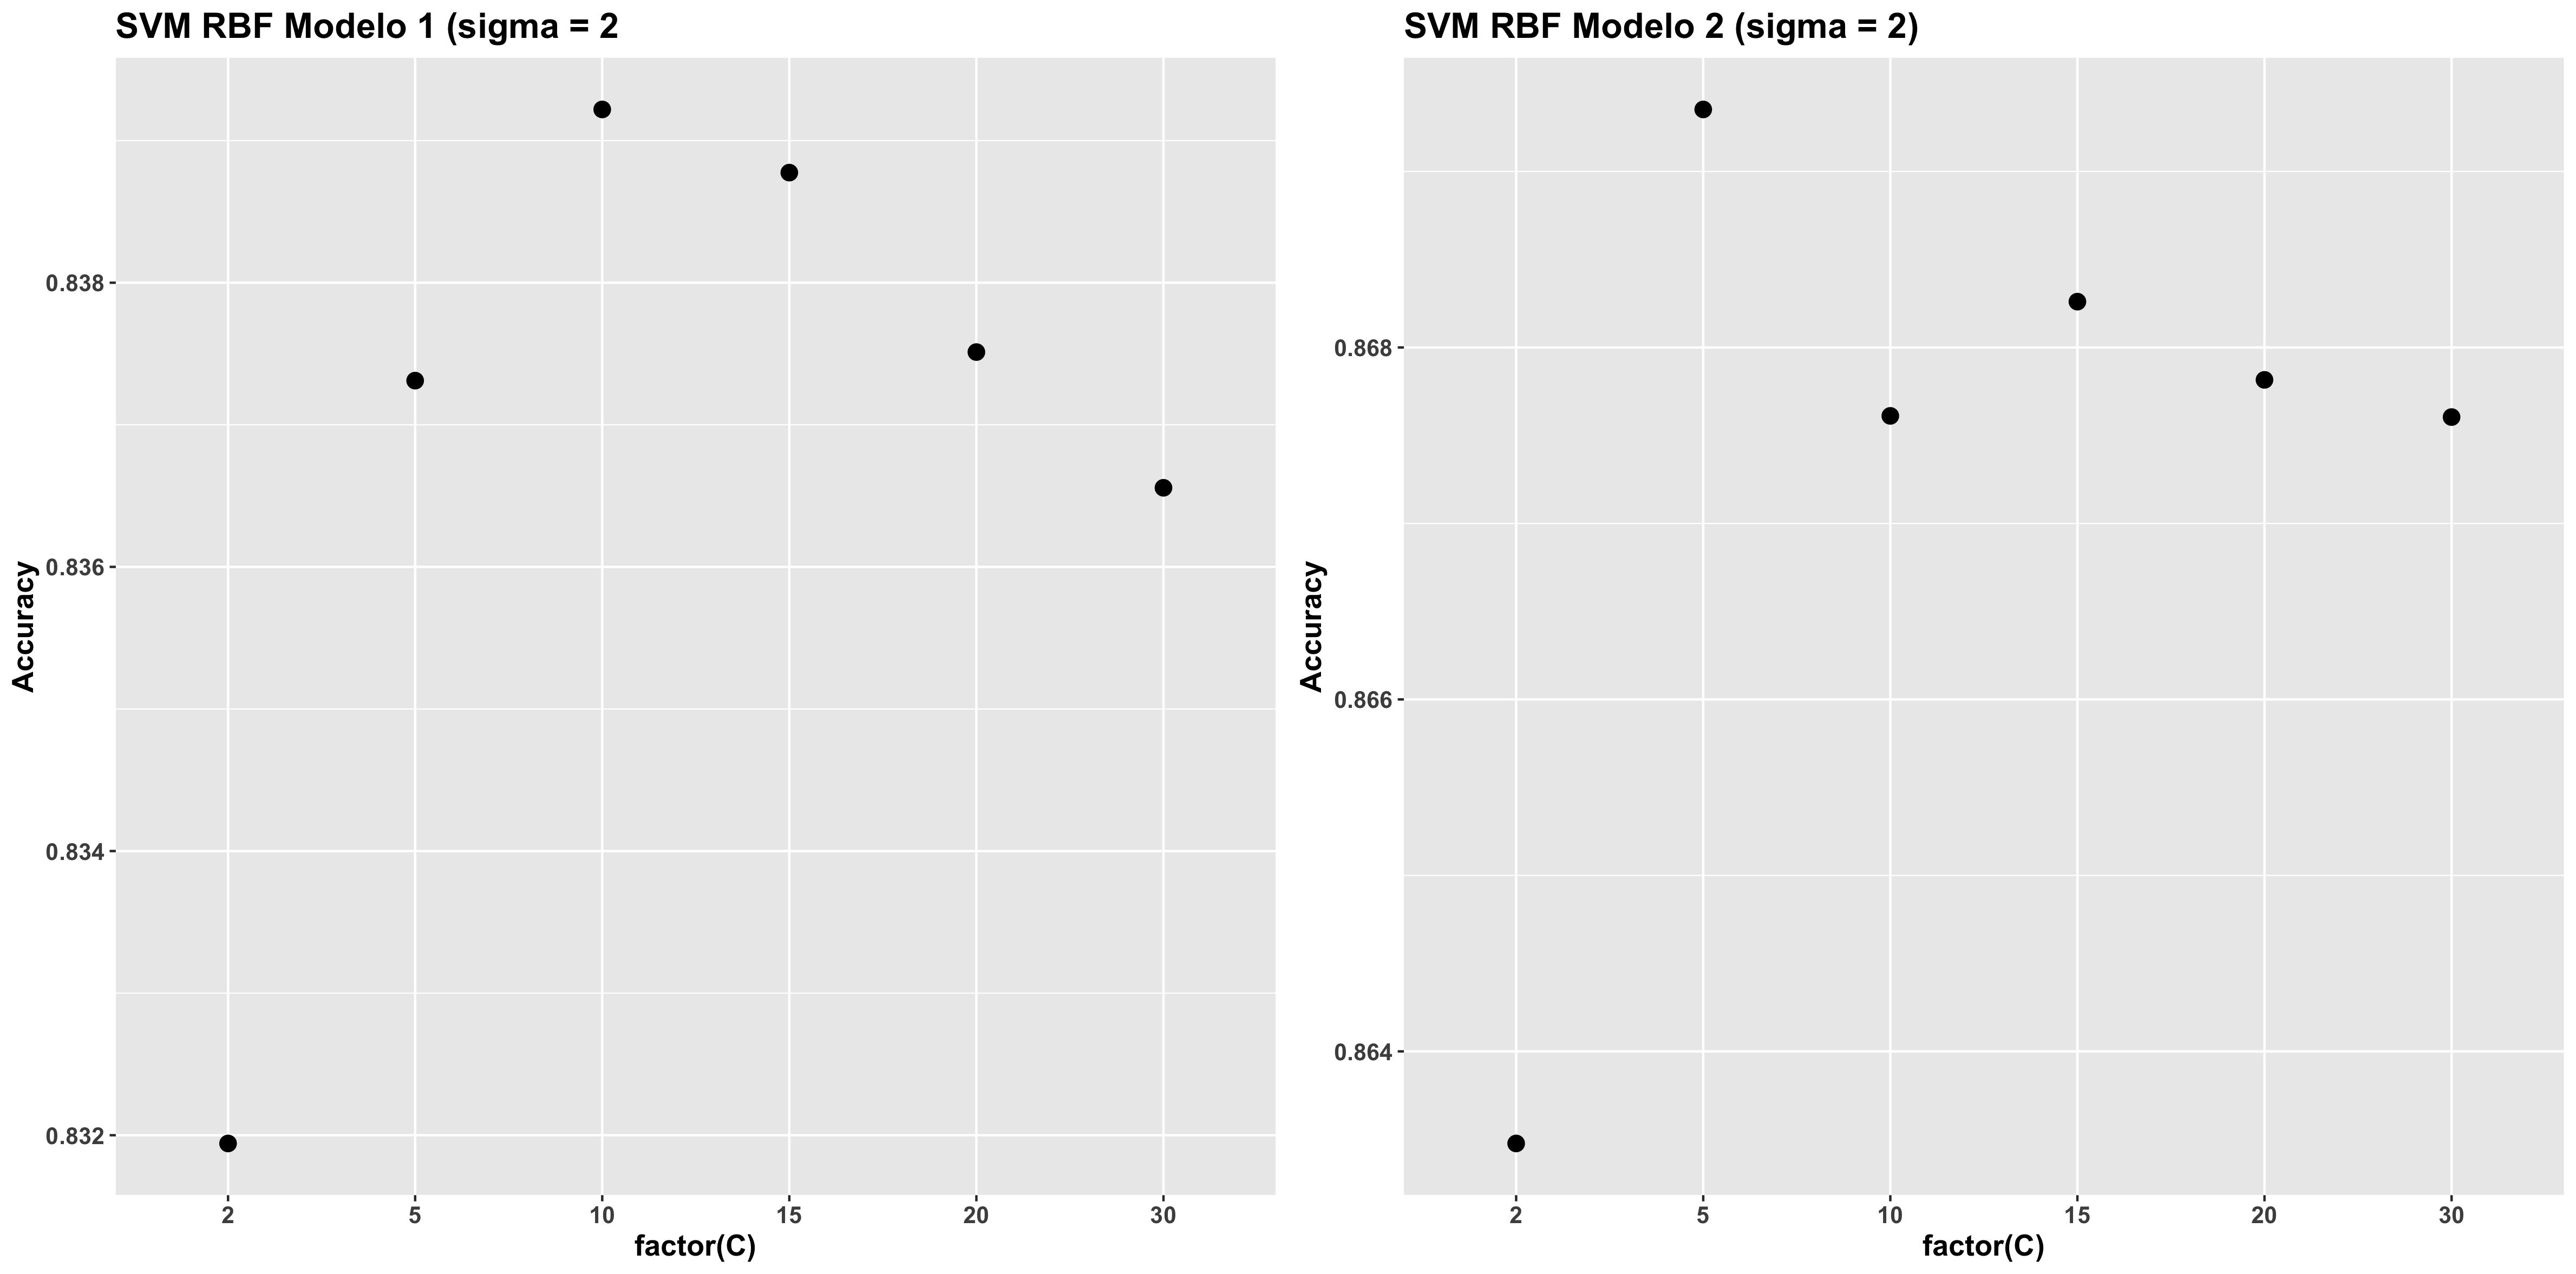 SVM RBF Modelo 1 (sigma = 2
Accuracy
0.838
0.836
0.834
0.832
2 5 10 15 20 30
factor(C)
SVM RBF Modelo 2 (sigma = 2)
Accuracy
0.868
0.866
0.864
2 5 10 15 20 30
factor(C)